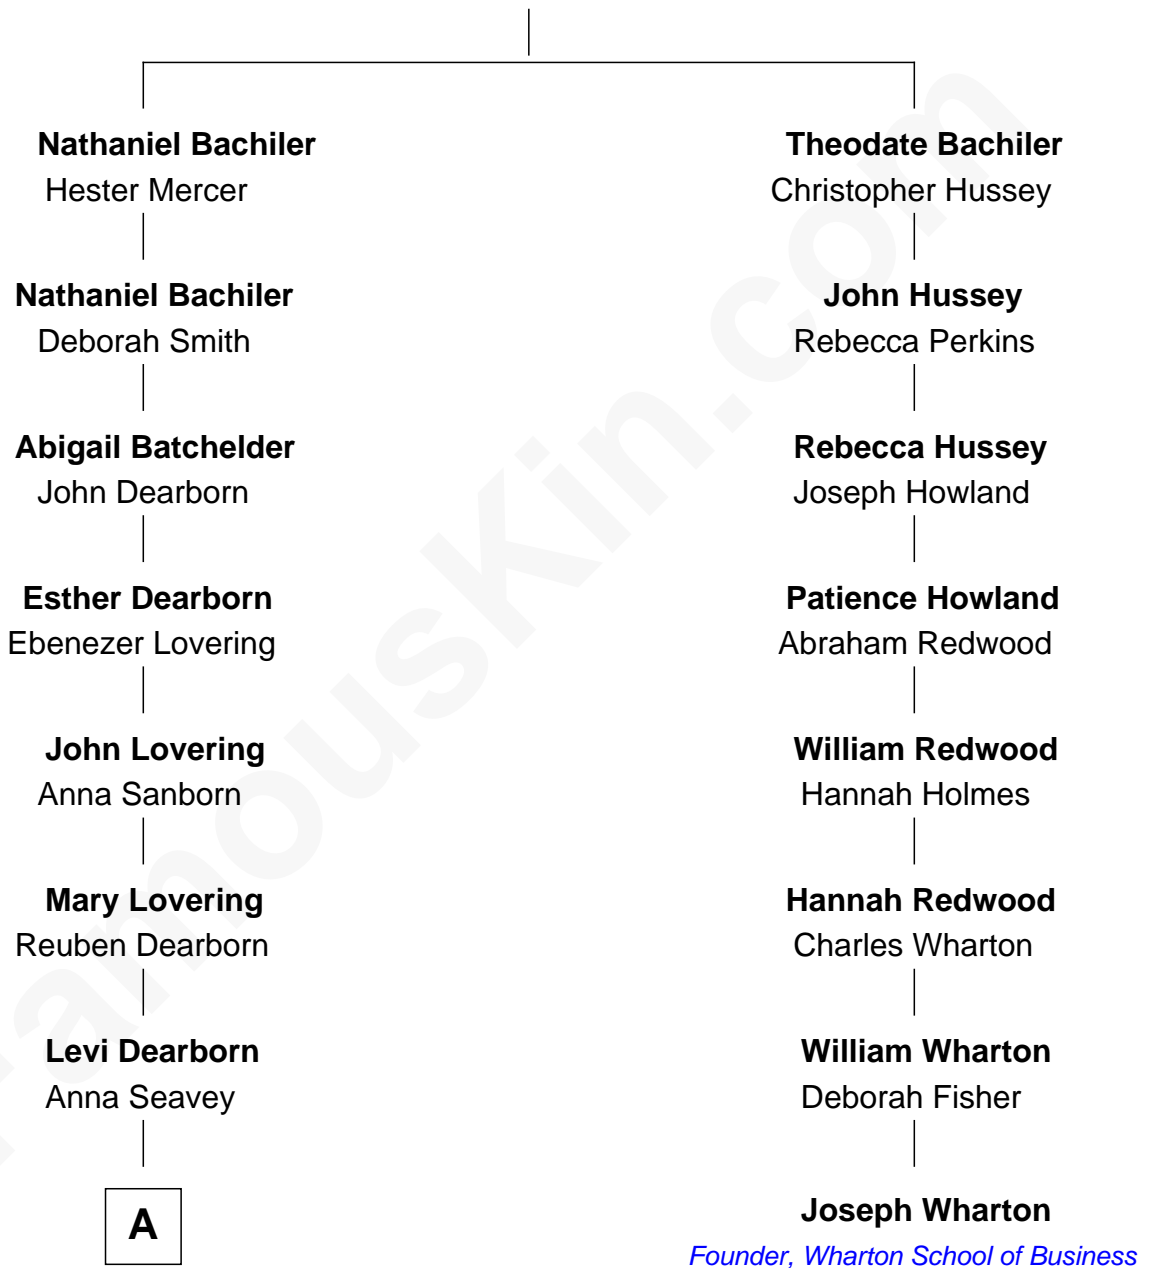 Nathaniel Bachiler
Hester Mercer
Nathaniel Bachiler
Deborah Smith
Abigail Batchelder
John Dearborn
Esther Dearborn
Ebenezer Lovering
John Lovering
Anna Sanborn
Mary Lovering
Reuben Dearborn
Levi Dearborn
Anna Seavey
A
Theodate Bachiler
Christopher Hussey
John Hussey
Rebecca Perkins
Rebecca Hussey
Joseph Howland
Patience Howland
Abraham Redwood
William Redwood
Hannah Holmes
Hannah Redwood
Charles Wharton
William Wharton
Deborah Fisher
Joseph Wharton
Founder, Wharton School of Business
FamousKin.com